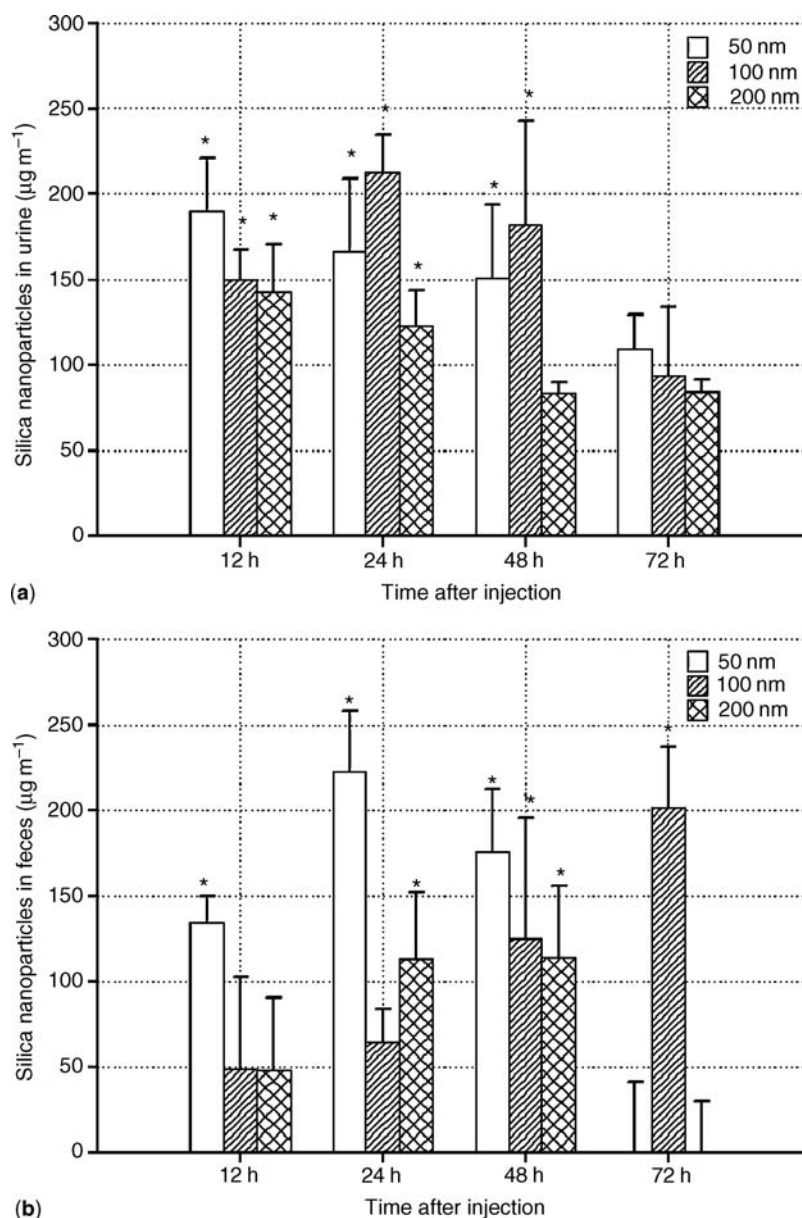 300
250
200
150
100
50
0
Silica nanoparticles in urine (µg m⁻¹)
50 nm
100 nm
200 nm
* * * * * * * *
12 h 24 h 48 h 72 h
(a) Time after injection
300
250
200
150
100
50
0
Silica nanoparticles in feces (µg m⁻¹)
50 nm
100 nm
200 nm
* * * * * * *
12 h 24 h 48 h 72 h
(b) Time after injection